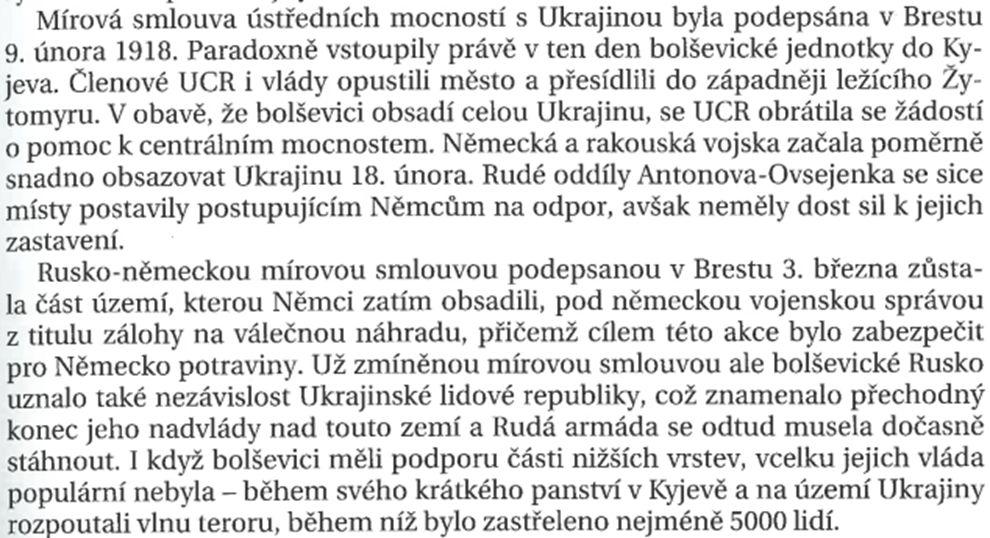 Mírová smlouva ústředních mocností s Ukrajinou byla podepsána v Brestu
9. února 1918. Paradoxně vstoupily právě v ten den bolševické jednotky do Ky-
jeva. Členové UCR i vlády opustili město a přesídlili do západněji ležícího Žy-
tomyru. V obavě, že bolševici obsadí celou Ukrajinu, se UCR obrátila se žádostí
o pomoc k centrálním mocnostem. Německá a rakouská vojska začala poměrně
snadno obsazovat Ukrajinu 18. února. Rudé oddíly Antonova-Ovsejenka se sice
místy postavily postupujícím Němcům na odpor, avšak neměly dost sil k jejich
zastavení.
Rusko-německou mírovou smlouvou podepsanou v Brestu 3. března zůsta-
la část území, kterou Němci zatím obsadili, pod německou vojenskou správou
z titulu zálohy na válečnou náhradu, přičemž cílem této akce bylo zabezpečit
pro Německo potraviny. Už zmíněnou mírovou smlouvou ale bolševické Rusko
uznalo také nezávislost Ukrajinské lidové republiky, což znamenalo přechodný
konec jeho nadvlády nad touto zemí a Rudá armáda se odtud musela dočasně
stáhnout. I když bolševici měli podporu části nižších vrstev, vcelku jejich vláda
populární nebyla – během svého krátkého panství v Kyjevě a na území Ukrajiny
rozpoutali vlnu teroru, během níž bylo zastřeleno nejméně 5000 lidí.